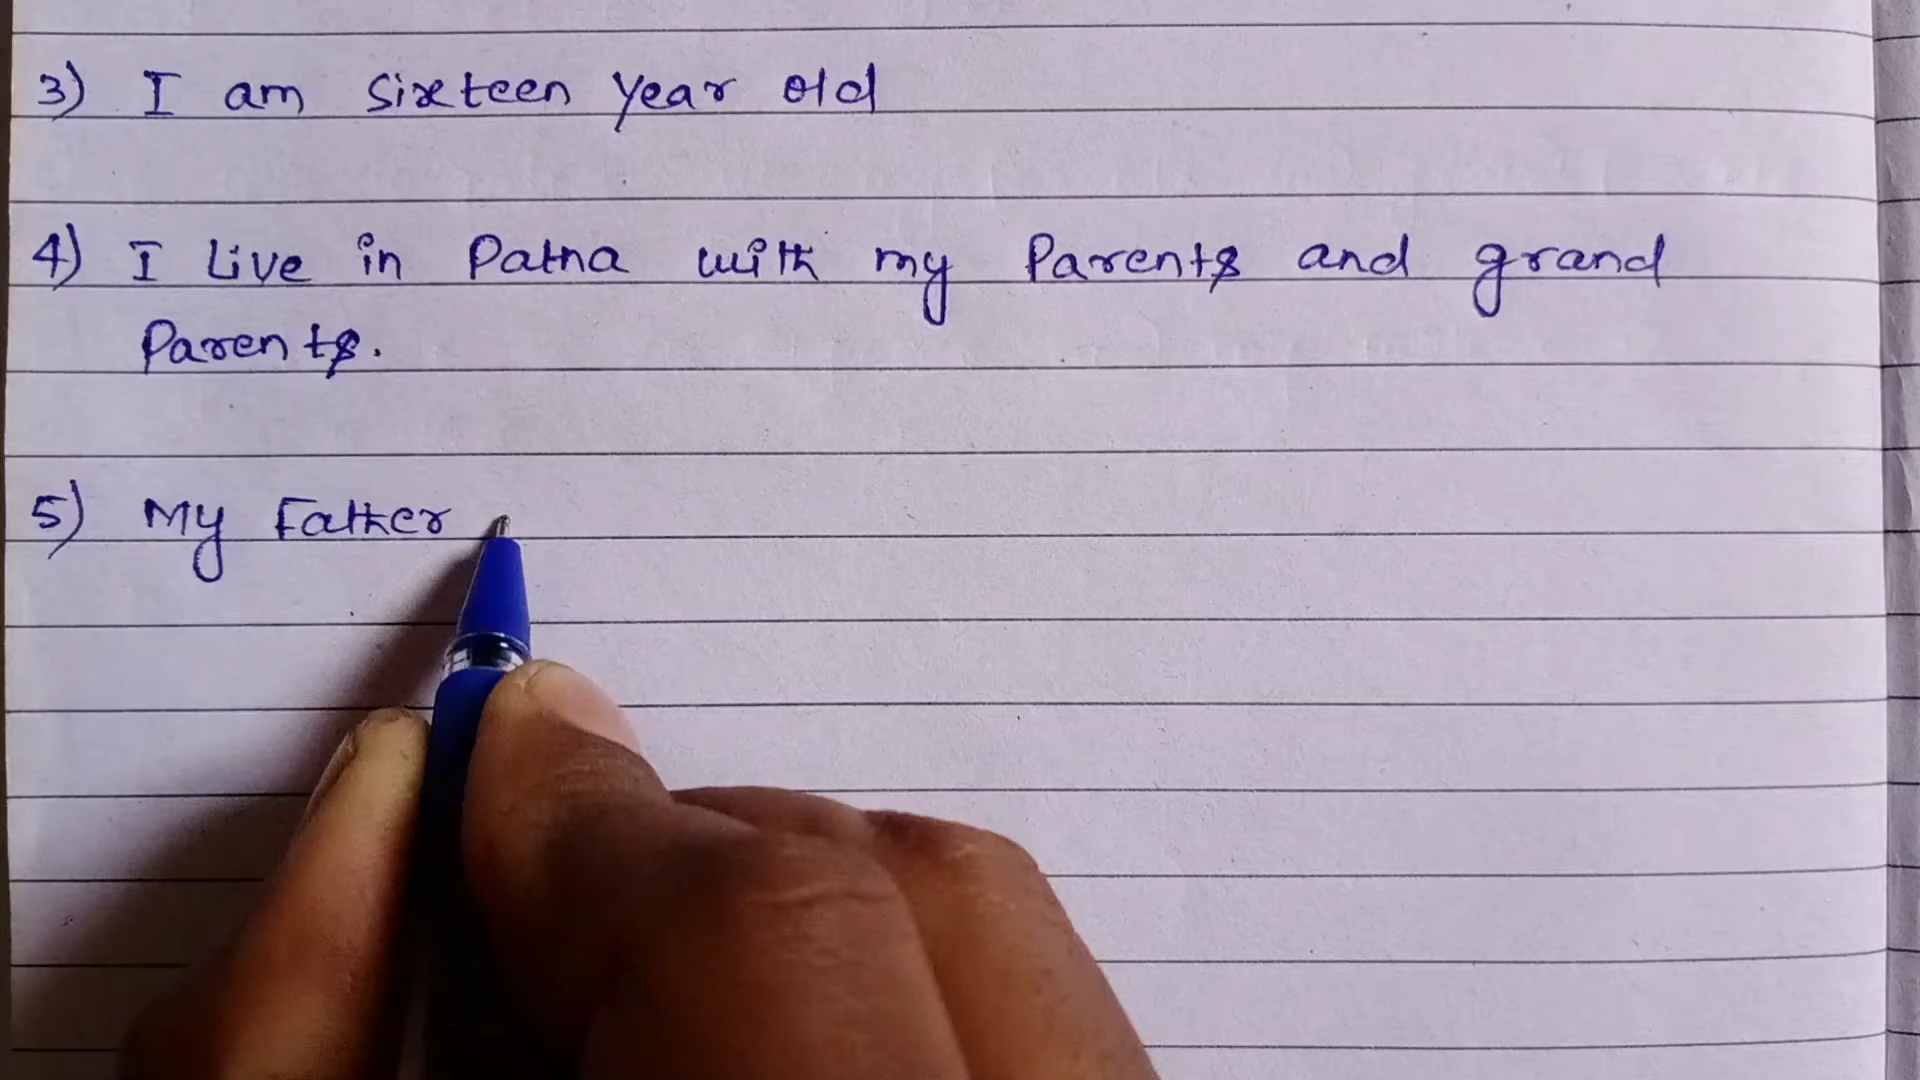 3) I am sixteen year old
4) I Live in Patna with my Parents and grand
Parents.
5) My Father